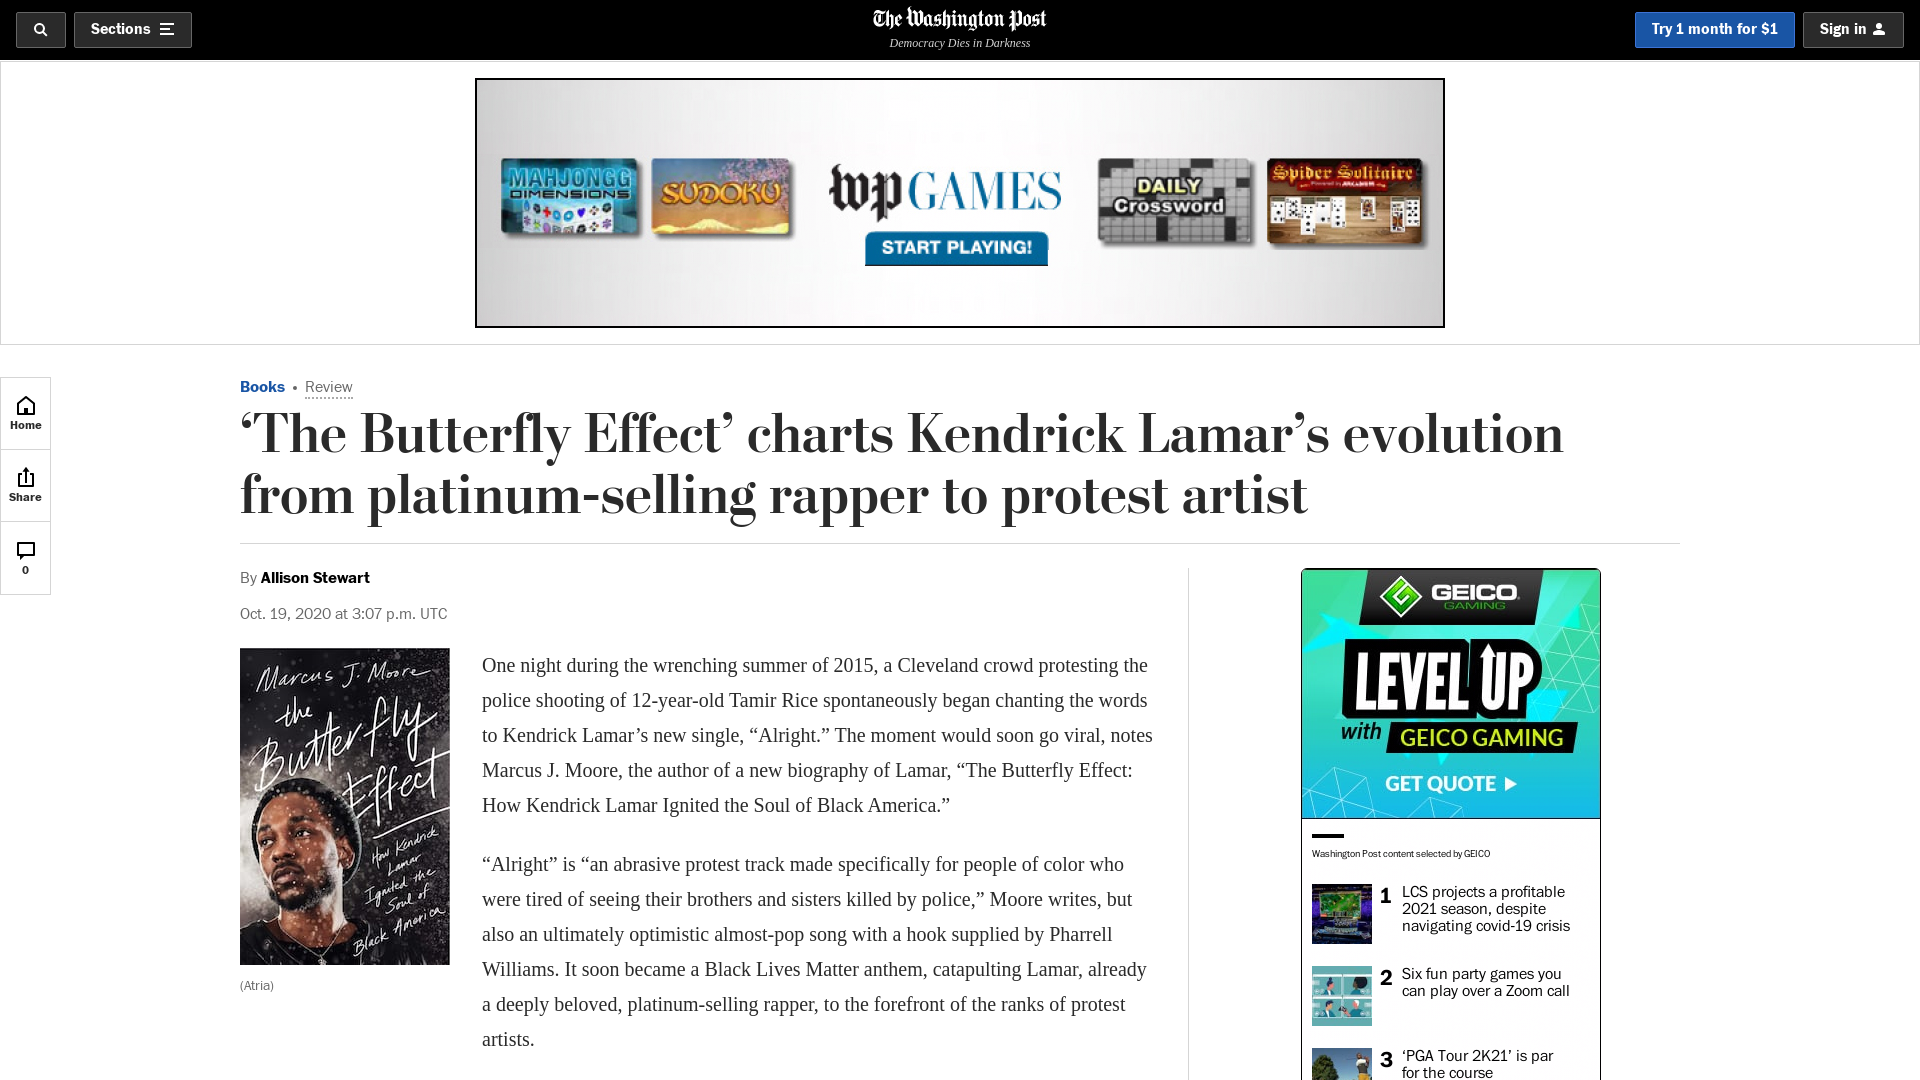 Sections
The Washington Post
Democracy Dies in Darkness
Try 1 month for $1
Sign in
MAHJONGG
DIMENSIONS
SUDOKU
wp GAMES
START PLAYING!
DAILY
Crossword
Spider Solitaire
Home
Share
0
Books • Review
‘The Butterfly Effect’ charts Kendrick Lamar’s evolution
from platinum-selling rapper to protest artist
By Allison Stewart
Oct. 19, 2020 at 3:07 p.m. UTC
Marcus J. Moore
the
Butterfly
Effect
How Kendrick
Lamar
Ignited the
Soul of
Black America
(Atria)
One night during the wrenching summer of 2015, a Cleveland crowd protesting the
police shooting of 12-year-old Tamir Rice spontaneously began chanting the words
to Kendrick Lamar’s new single, “Alright.” The moment would soon go viral, notes
Marcus J. Moore, the author of a new biography of Lamar, “The Butterfly Effect:
How Kendrick Lamar Ignited the Soul of Black America.”
“Alright” is “an abrasive protest track made specifically for people of color who
were tired of seeing their brothers and sisters killed by police,” Moore writes, but
also an ultimately optimistic almost-pop song with a hook supplied by Pharrell
Williams. It soon became a Black Lives Matter anthem, catapulting Lamar, already
a deeply beloved, platinum-selling rapper, to the forefront of the ranks of protest
artists.
GEICO
GAMING
LEVEL UP
with GEICO GAMING
GET QUOTE
Washington Post content selected by GEICO
1 LCS projects a profitable
2021 season, despite
navigating covid-19 crisis
2 Six fun party games you
can play over a Zoom call
3 ‘PGA Tour 2K21’ is par
for the course